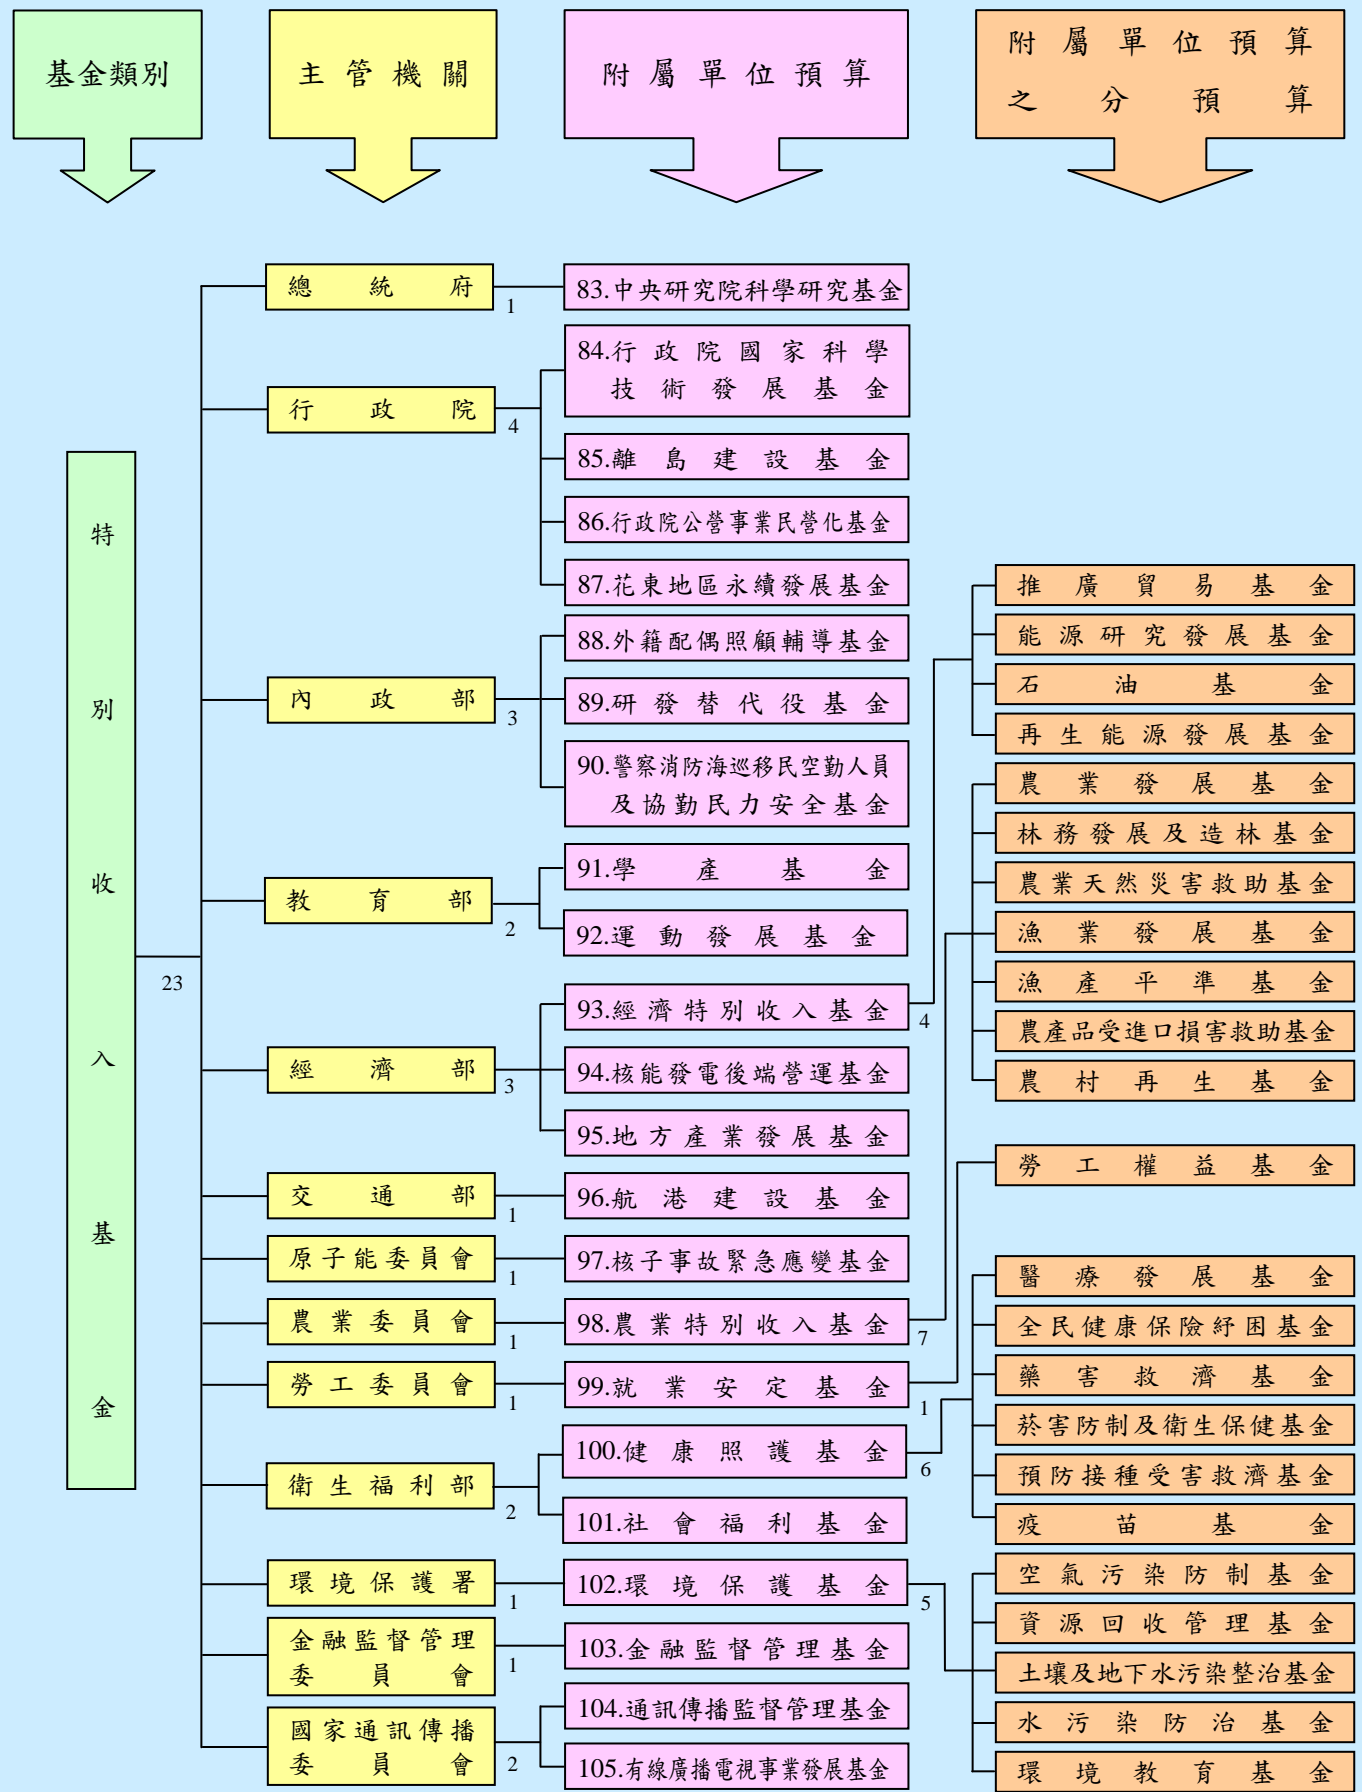 基金類別
主管機關
附屬單位預算
附屬單位預算
之分預算
特別收入基金
23
總統府
1
83.中央研究院科學研究基金
行政院
4
84.行政院國家科學
技術發展基金
85.離島建設基金
86.行政院公營事業民營化基金
87.花東地區永續發展基金
內政部
3
88.外籍配偶照顧輔導基金
89.研發替代役基金
90.警察消防海巡移民空勤人員
及協勤民力安全基金
教育部
2
91.學產基金
92.運動發展基金
經濟部
3
93.經濟特別收入基金
4
推廣貿易基金
能源研究發展基金
石油基金
再生能源發展基金
94.核能發電後端營運基金
95.地方產業發展基金
交通部
1
96.航港建設基金
原子能委員會
1
97.核子事故緊急應變基金
農業委員會
1
98.農業特別收入基金
7
農業發展基金
林務發展及造林基金
農業天然災害救助基金
漁業發展基金
漁產平準基金
農產品受進口損害救助基金
農村再生基金
勞工委員會
1
99.就業安定基金
1
勞工權益基金
衛生福利部
2
100.健康照護基金
6
醫療發展基金
全民健康保險紓困基金
藥害救濟基金
菸害防制及衛生保健基金
預防接種受害救濟基金
疫苗基金
101.社會福利基金
環境保護署
1
102.環境保護基金
5
空氣污染防制基金
資源回收管理基金
土壤及地下水污染整治基金
水污染防治基金
環境教育基金
金融監督管理
委員會
1
103.金融監督管理基金
國家通訊傳播
委員會
2
104.通訊傳播監督管理基金
105.有線廣播電視事業發展基金